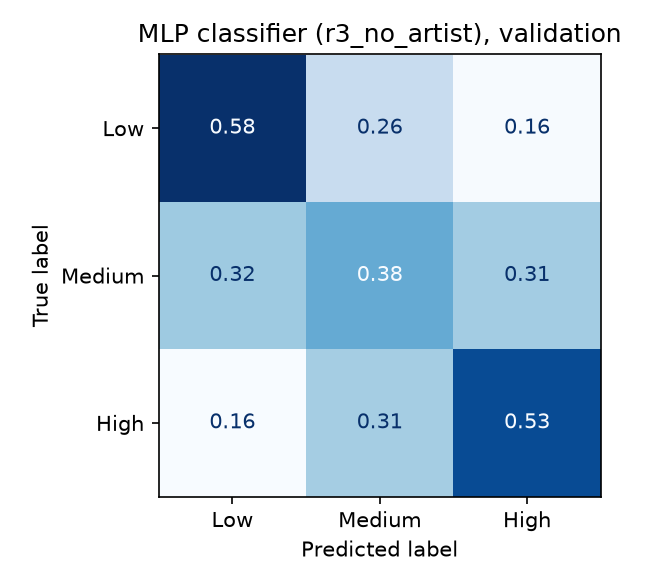 MLP classifier (r3_no_artist), validation
True label
Low 0.58 0.26 0.16
Medium 0.32 0.38 0.31
High 0.16 0.31 0.53
Low Medium High
Predicted label